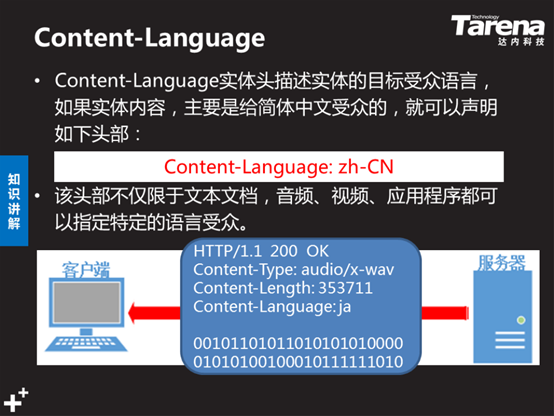 Content-Language
Technology
Tarena
达内科技
• Content-Language实体头描述实体的目标受众语言，
如果实体内容，主要是给简体中文受众的，就可以声明
如下头部：
Content-Language: zh-CN
• 该头部不仅限于文本文档，音频、视频、应用程序都可
以指定特定的语言受众。
知识讲解
客户端
HTTP/1.1 200 OK
Content-Type: audio/x-wav
Content-Length: 353711
Content-Language:ja
001011010110101010100000
01010100100010111111010
服务器